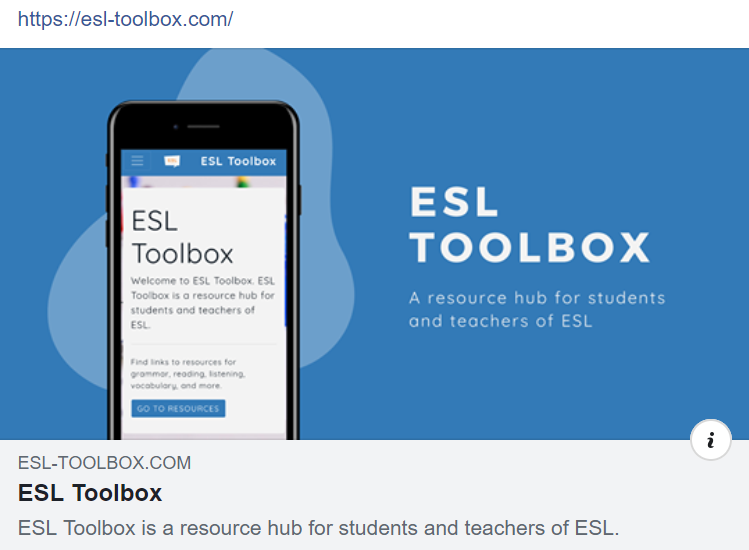 https://esl-toolbox.com/
ESL Toolbox
ESL
Toolbox
Welcome to ESL Toolbox. ESL
Toolbox is a resource hub for
students and teachers of
ESL.
Find links to resources for
grammar, reading, listening,
vocabulary, and more.
GO TO RESOURCES
ESL
TOOLBOX
A resource hub for students
and teachers of ESL
i
ESL-TOOLBOX.COM
ESL Toolbox
ESL Toolbox is a resource hub for students and teachers of ESL.